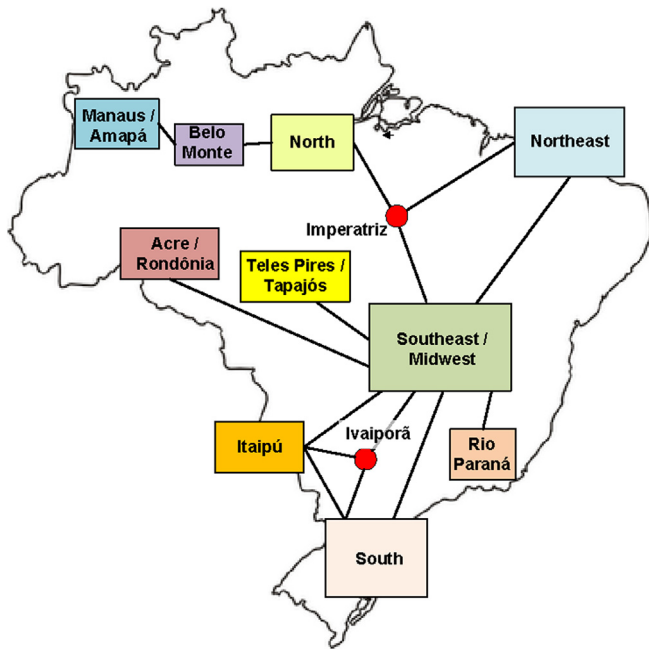 Manaus /
Amapá
Belo
Monte
North
Northeast
Imperatriz
Acre /
Rondônia
Teles Pires /
Tapajós
Southeast /
Midwest
Itaipú
Ivaiporã
Rio
Paraná
South